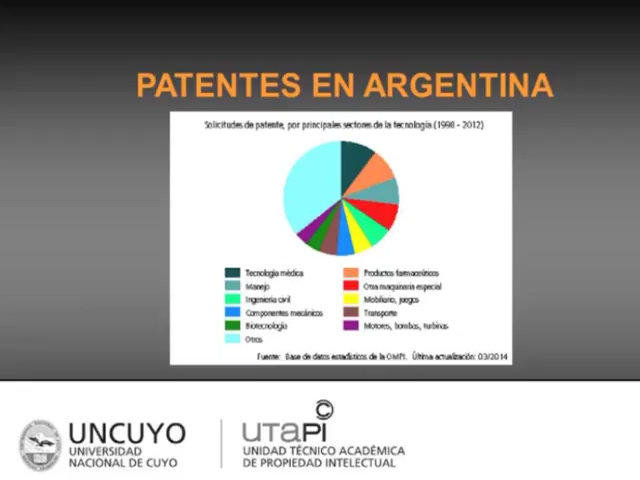 PATENTES EN ARGENTINA
Solicitudes de patente, por principales sectores de la tecnología (1998 - 2012)
Tecnología médica
Productos farmaceúticos
Manejo
Otra maquinaria especial
Ingeniería civil
Mobiliario, juegos
Componentes mecánicos
Transporte
Biotecnología
Motores, bombas, turbinas
Otros
Fuente: Base de datos estadísticos de la OMPI. Última actualización: 03/2014
UNCUYO
UNIVERSIDAD
NACIONAL DE CUYO
UTAPI
UNIDAD TÉCNICO ACADÉMICA
DE PROPIEDAD INTELECTUAL